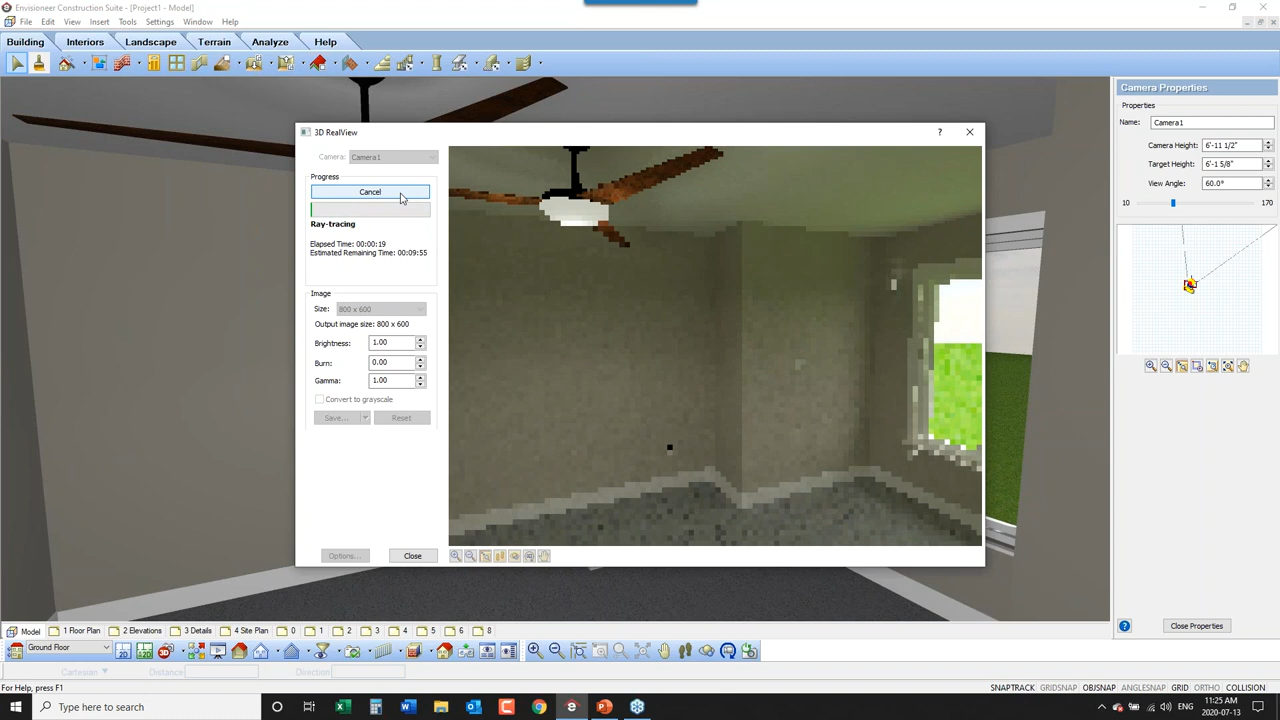 Envisioneer Construction Suite - [Project1 - Model]
File Edit View Insert Tools Settings Window Help
Building Interiors Landscape Terrain Analyze Help
Camera Properties
Properties
Name: Camera1
Camera Height: 6'-11 1/2"
Target Height: 6'-1 5/8"
View Angle: 60.0°
10 170
3D RealView
Camera: Camera1
Progress
Cancel
Ray-tracing
Elapsed Time: 00:00:19
Estimated Remaining Time: 00:09:55
Image
Size: 800 x 600
Output image size: 800 x 600
Brightness: 1.00
Burn: 0.00
Gamma: 1.00
Convert to grayscale
Save... Reset
Options... Close
Close Properties
Model 1 Floor Plan 2 Elevations 3 Details 4 Site Plan 0 1 2 3 4 5 6 8
Ground Floor 2D 2D 3D
Cartesian Distance: Direction:
For Help, press F1 SNAPTRACK GRIDSNAP OBJSNAP ANGLESNAP GRID ORTHO COLLISION
Type here to search
ENG
11:25 AM
2020-07-13